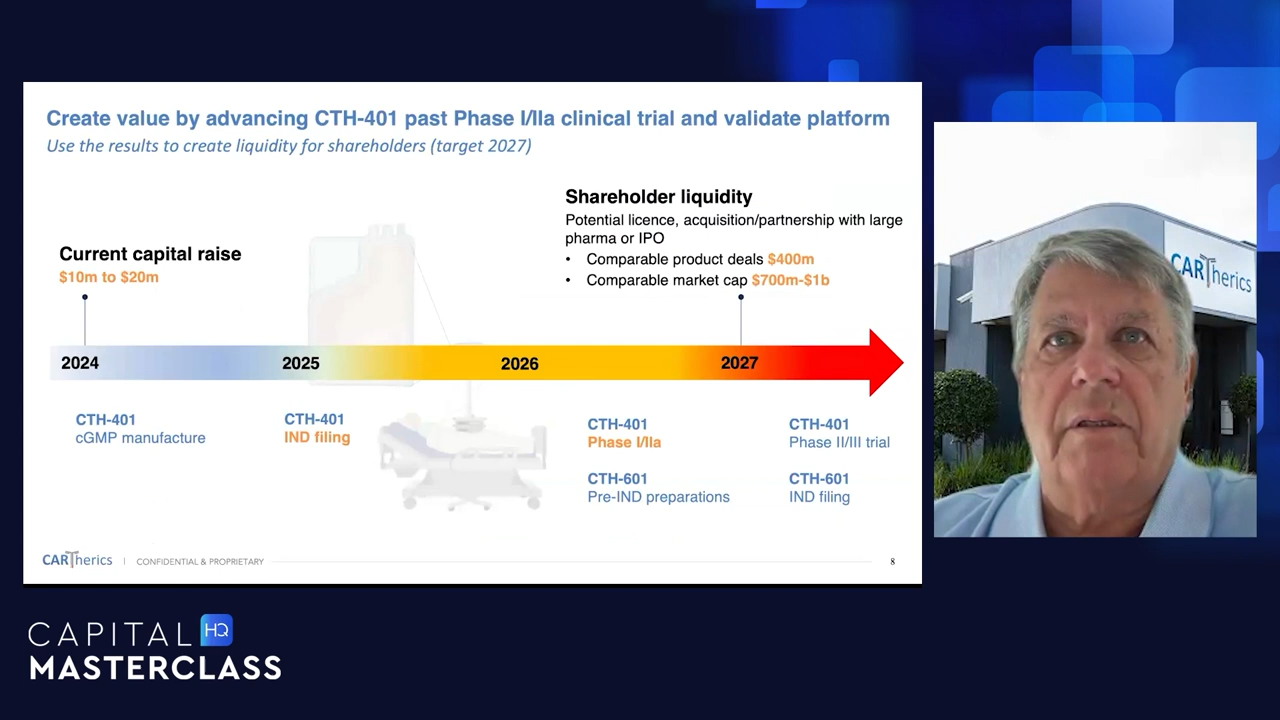 Create value by advancing CTH-401 past Phase I/IIa clinical trial and validate platform
Use the results to create liquidity for shareholders (target 2027)
Shareholder liquidity
Potential licence, acquisition/partnership with large
pharma or IPO
• Comparable product deals $400m
• Comparable market cap $700m-$1b
Current capital raise
$10m to $20m
2024 2025 2026 2027
CTH-401
cGMP manufacture
CTH-401
IND filing
CTH-401
Phase I/IIa
CTH-601
Pre-IND preparations
CTH-401
Phase II/III trial
CTH-601
IND filing
CARTherics | CONFIDENTIAL & PROPRIETARY 8
CARTherics
CAPITAL HQ
MASTERCLASS